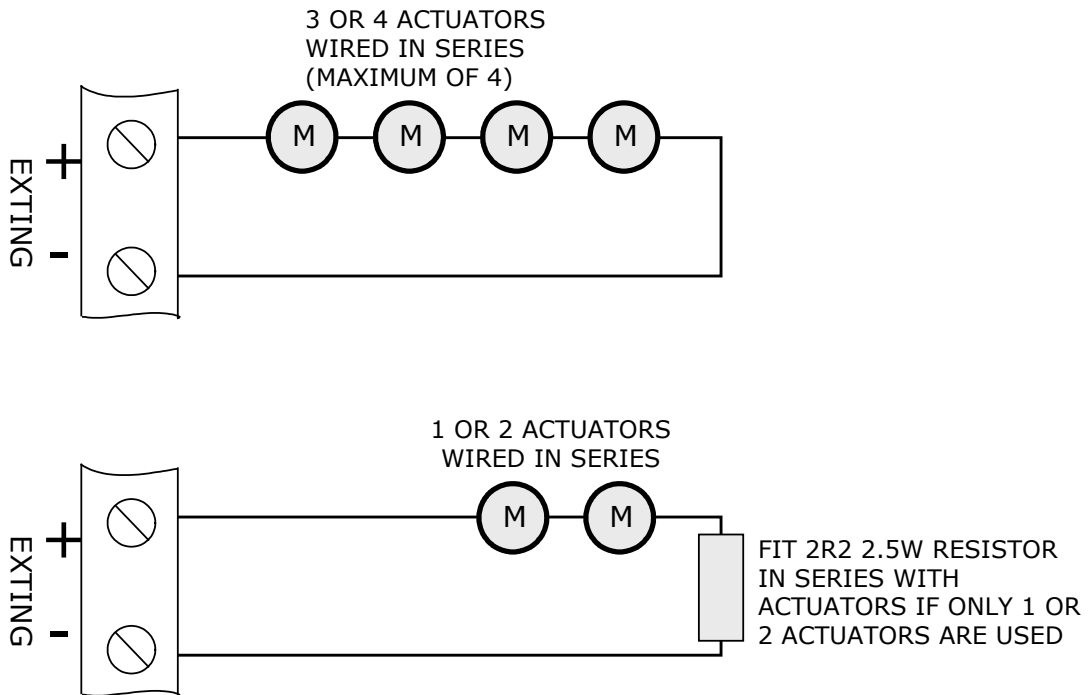 3 OR 4 ACTUATORS
WIRED IN SERIES
(MAXIMUM OF 4)
M M M M
+
EXTING
-
1 OR 2 ACTUATORS
WIRED IN SERIES
M M
+
EXTING
-
FIT 2R2 2.5W RESISTOR
IN SERIES WITH
ACTUATORS IF ONLY 1 OR
2 ACTUATORS ARE USED